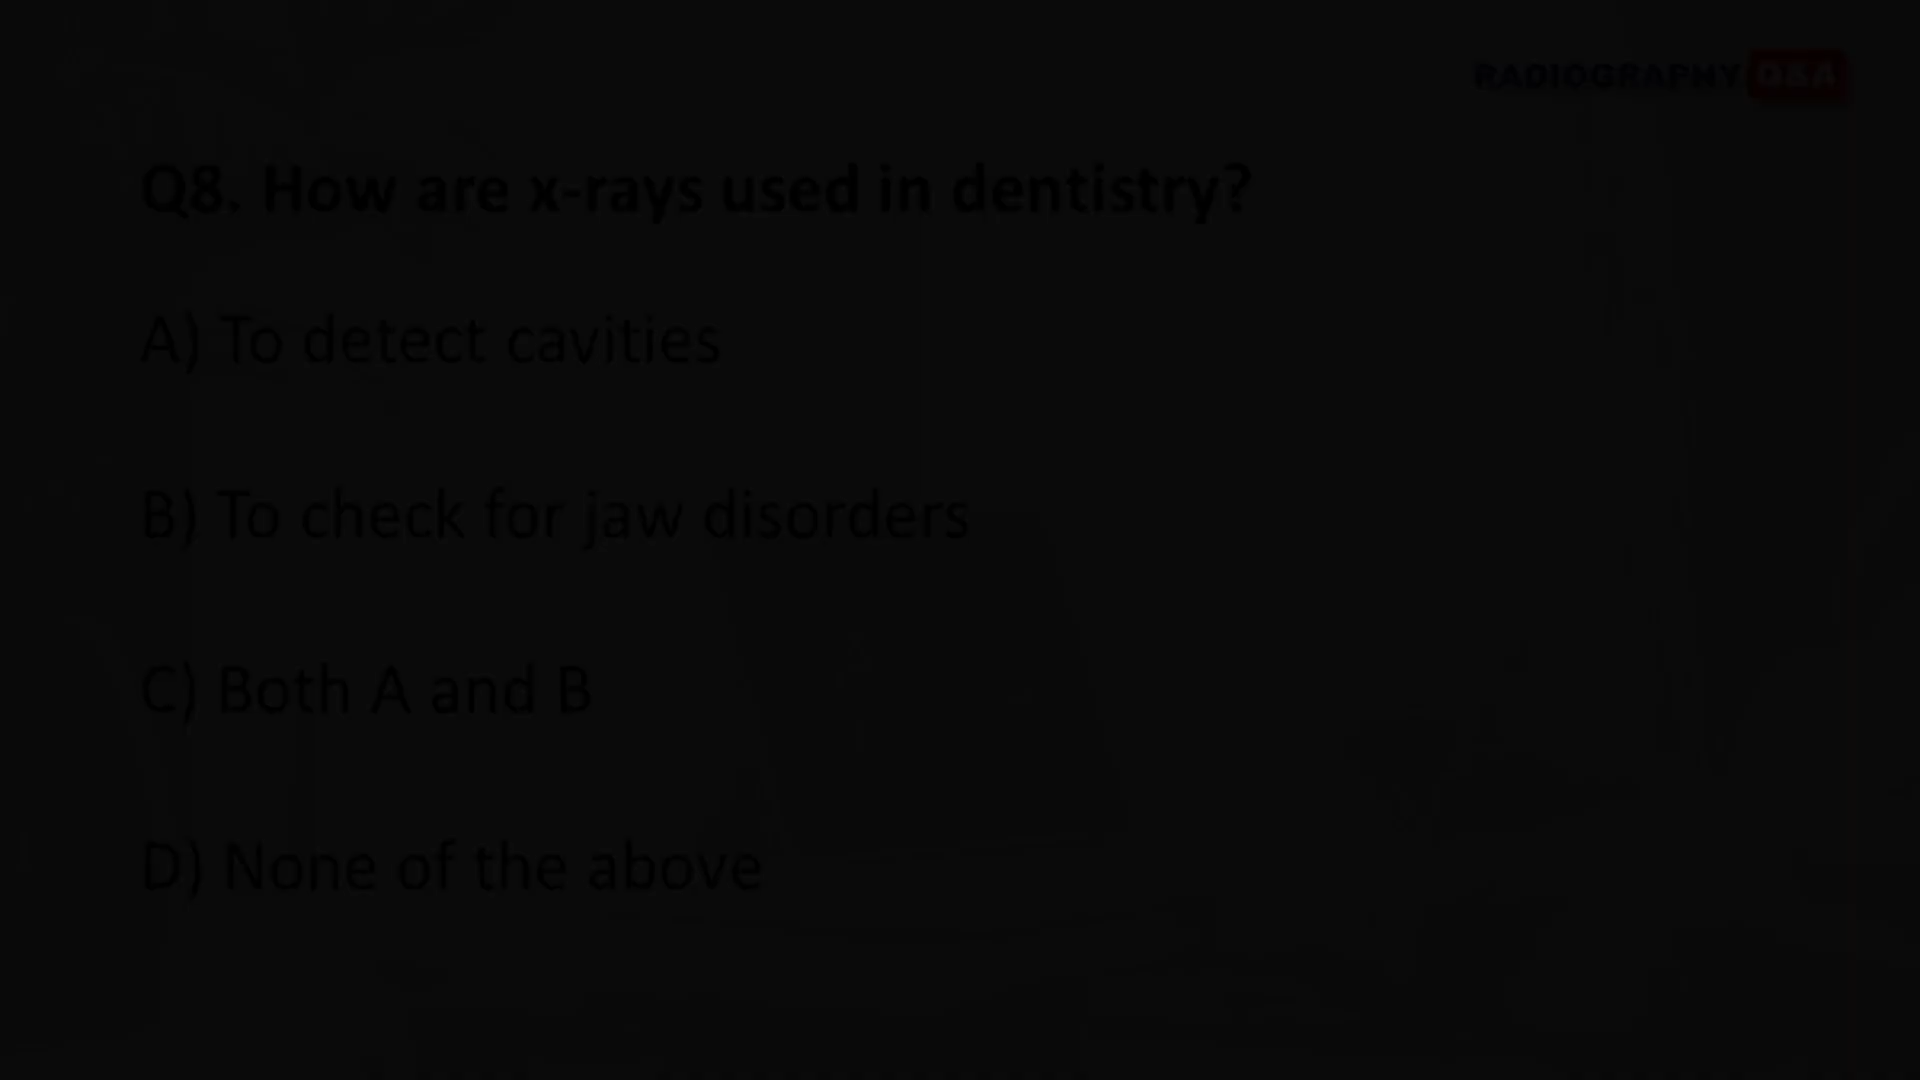 RADIOGRAPHY Q&A
Q8. How are x-rays used in dentistry?
A) To detect cavities
B) To check for jaw disorders
C) Both A and B
D) None of the above